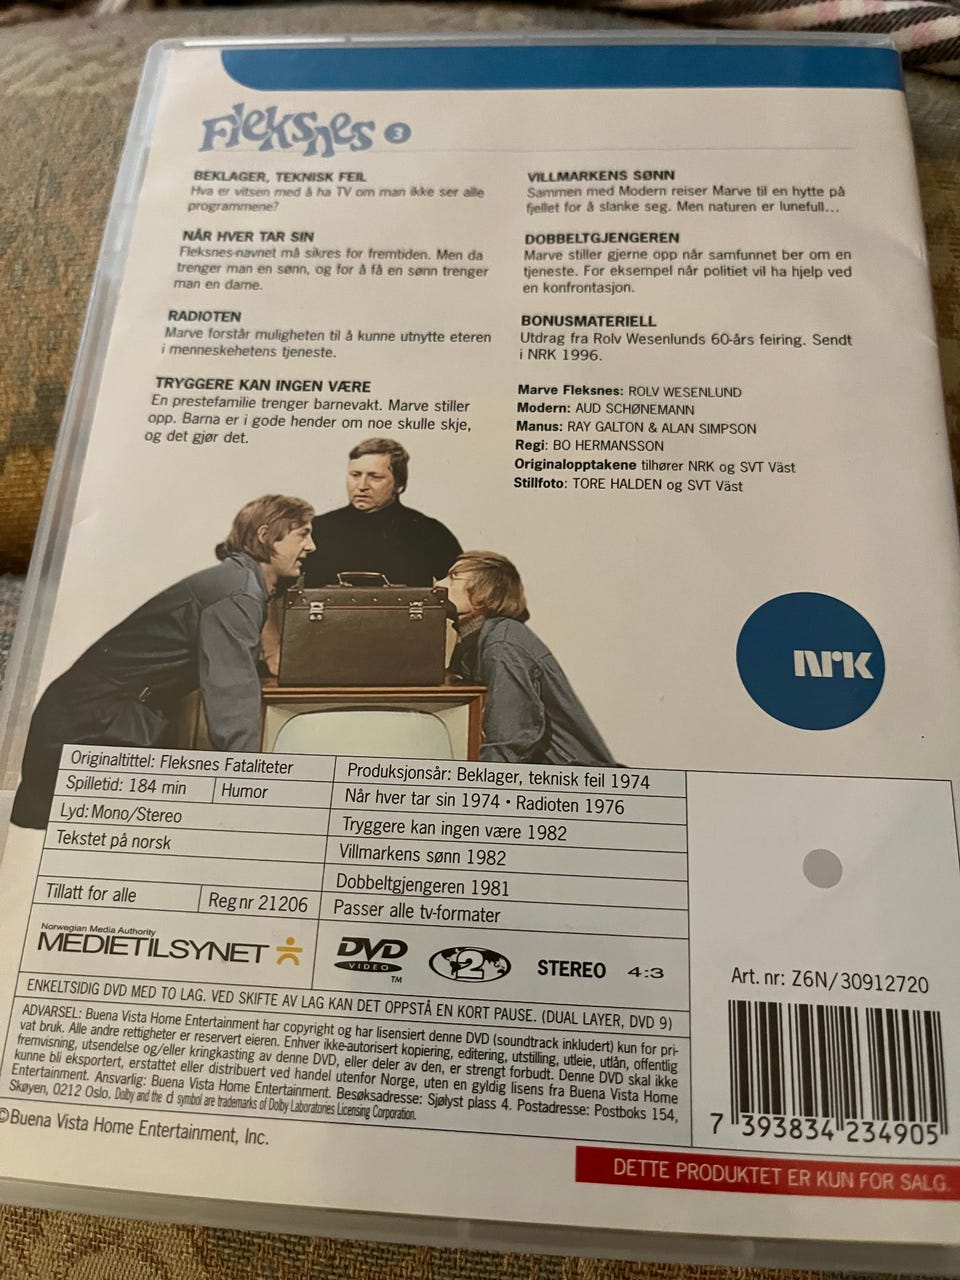 Fleksnes 3
BEKLAGER, TEKNISK FEIL
Hva er vitsen med å ha TV om man ikke ser alle
programmene?
NÅR HVER TAR SIN
Fleksnes-navnet må sikres for fremtiden. Men da
trenger man en sønn, og for å få en sønn trenger
man en dame.
RADIOTEN
Marve forstår muligheten til å kunne utnytte eteren
i menneskehetens tjeneste.
TRYGGERE KAN INGEN VÆRE
En prestefamilie trenger barnevakt. Marve stiller
opp. Barna er i gode hender om noe skulle skje,
og det gjør det.
VILLMARKENS SØNN
Sammen med Modern reiser Marve til en hytte på
fjellet for å slanke seg. Men naturen er lunefull...
DOBBELTGJENGEREN
Marve stiller gjerne opp når samfunnet ber om en
tjeneste. For eksempel når politiet vil ha hjelp ved
en konfrontasjon.
BONUSMATERIELL
Utdrag fra Rolv Wesenlunds 60-års feiring. Sendt
i NRK 1996.
Marve Fleksnes: ROLV WESENLUND
Modern: AUD SCHØNEMANN
Manus: RAY GALTON & ALAN SIMPSON
Regi: BO HERMANSSON
Originalopptakene tilhører NRK og SVT Väst
Stillfoto: TORE HALDEN og SVT Väst
NRK
Originaltittel: Fleksnes Fataliteter
Spilletid: 184 min
Humor
Lyd: Mono/Stereo
Tekstet på norsk
Tillatt for alle
Reg nr 21206
Produksjonsår: Beklager, teknisk feil 1974
Når hver tar sin 1974 • Radioten 1976
Tryggere kan ingen være 1982
Villmarkens sønn 1982
Dobbeltgjengeren 1981
Passer alle tv-formater
Norwegian Media Authority
MEDIETILSYNET
DVD
VIDEO
TM
2
STEREO
4:3
ENKELTSIDIG DVD MED TO LAG. VED SKIFTE AV LAG KAN DET OPPSTÅ EN KORT PAUSE. (DUAL LAYER, DVD 9)
ADVARSEL: Buena Vista Home Entertainment har copyright og har lisensiert denne DVD (soundtrack inkludert) kun for pri-
vat bruk. Alle andre rettigheter er reservert eieren. Enhver ikke-autorisert kopiering, editering, utstilling, utleie, utlån, offentlig
fremvisning, utsendelse og/eller kringkasting av denne DVD, eller deler av den, er strengt forbudt. Denne DVD skal ikke
kunne bli eksportert, erstattet eller distribuert ved handel utenfor Norge, uten en gyldig lisens fra Buena Vista Home
Entertainment. Ansvarlig: Buena Vista Home Entertainment. Besøksadresse: Sjølyst plass 4. Postadresse: Postboks 154,
Skøyen, 0212 Oslo. Dolby and the d symbol are trademarks of Dolby Laboratories Licensing Corporation.
©Buena Vista Home Entertainment, Inc.
Art. nr: Z6N/30912720
7 393834 234905
DETTE PRODUKTET ER KUN FOR SALG.